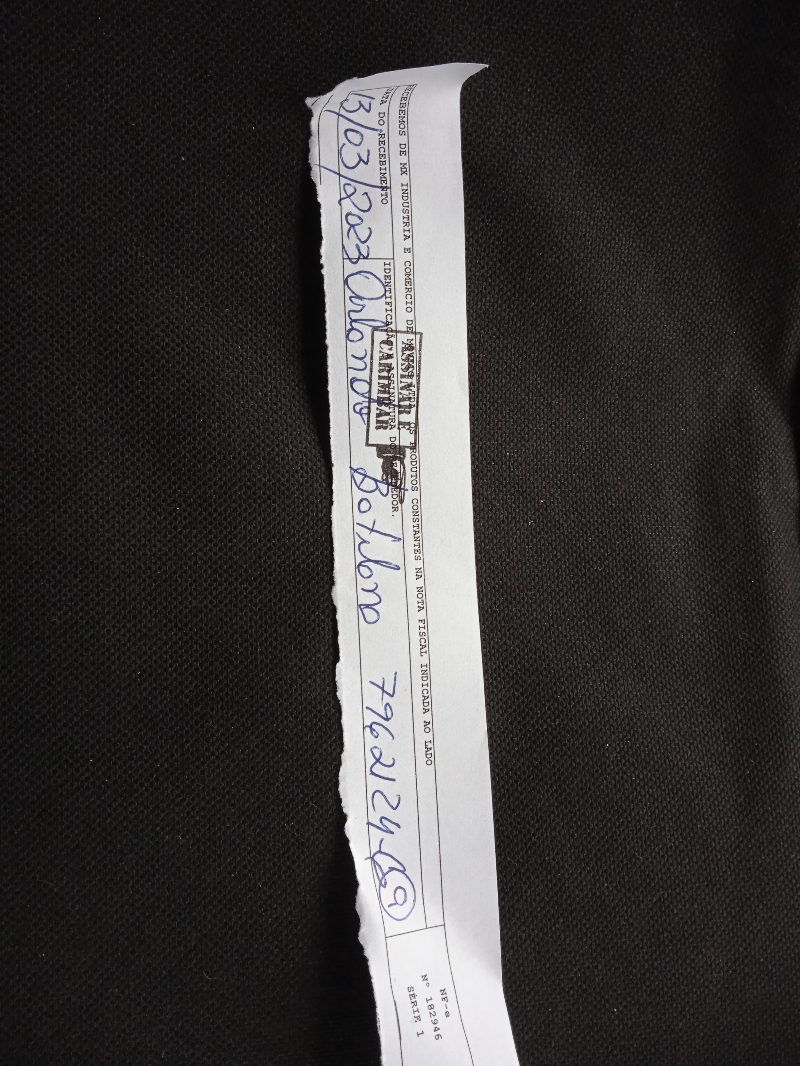 RECEBEMOS DE MX INDUSTRIA E COMERCIO DE OS PRODUTOS CONSTANTES NA NOTA FISCAL INDICADA AO LADO
DATA DO RECEBIMENTO
IDENTIFICAÇÃO ASSINATURA DO RECEBEDOR.
ASSINAR E
CARIMBAR
13/03/2023 Orlando 7962124-
NF-e
Nº 182946
SÉRIE 1